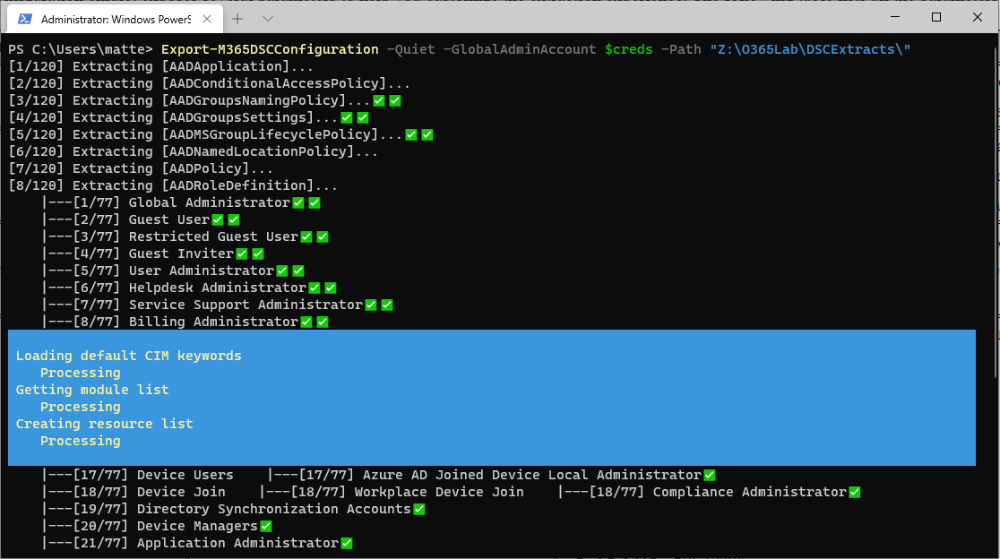 Administrator: Windows PowerS
PS C:\Users\matte> Export-M365DSCConfiguration -Quiet -GlobalAdminAccount $creds -Path "Z:\O365Lab\DSCExtracts\"
[1/120] Extracting [AADApplication]...
[2/120] Extracting [AADConditionalAccessPolicy]...
[3/120] Extracting [AADGroupsNamingPolicy]...✅✅
[4/120] Extracting [AADGroupsSettings]...✅✅
[5/120] Extracting [AADMSGroupLifecyclePolicy]...✅✅
[6/120] Extracting [AADNamedLocationPolicy]...
[7/120] Extracting [AADPolicy]...
[8/120] Extracting [AADRoleDefinition]...
|---[1/77] Global Administrator✅✅
|---[2/77] Guest User✅✅
|---[3/77] Restricted Guest User✅✅
|---[4/77] Guest Inviter✅✅
|---[5/77] User Administrator✅✅
|---[6/77] Helpdesk Administrator✅✅
|---[7/77] Service Support Administrator✅✅
|---[8/77] Billing Administrator✅✅
Loading default CIM keywords
Processing
Getting module list
Processing
Creating resource list
Processing
|---[17/77] Device Users    |---[17/77] Azure AD Joined Device Local Administrator✅
|---[18/77] Device Join    |---[18/77] Workplace Device Join    |---[18/77] Compliance Administrator✅
|---[19/77] Directory Synchronization Accounts✅
|---[20/77] Device Managers✅
|---[21/77] Application Administrator✅